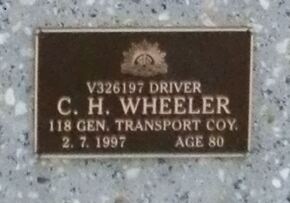 V326197 DRIVER
C. H. WHEELER
118 GEN. TRANSPORT COY.
2. 7. 1997 AGE 80